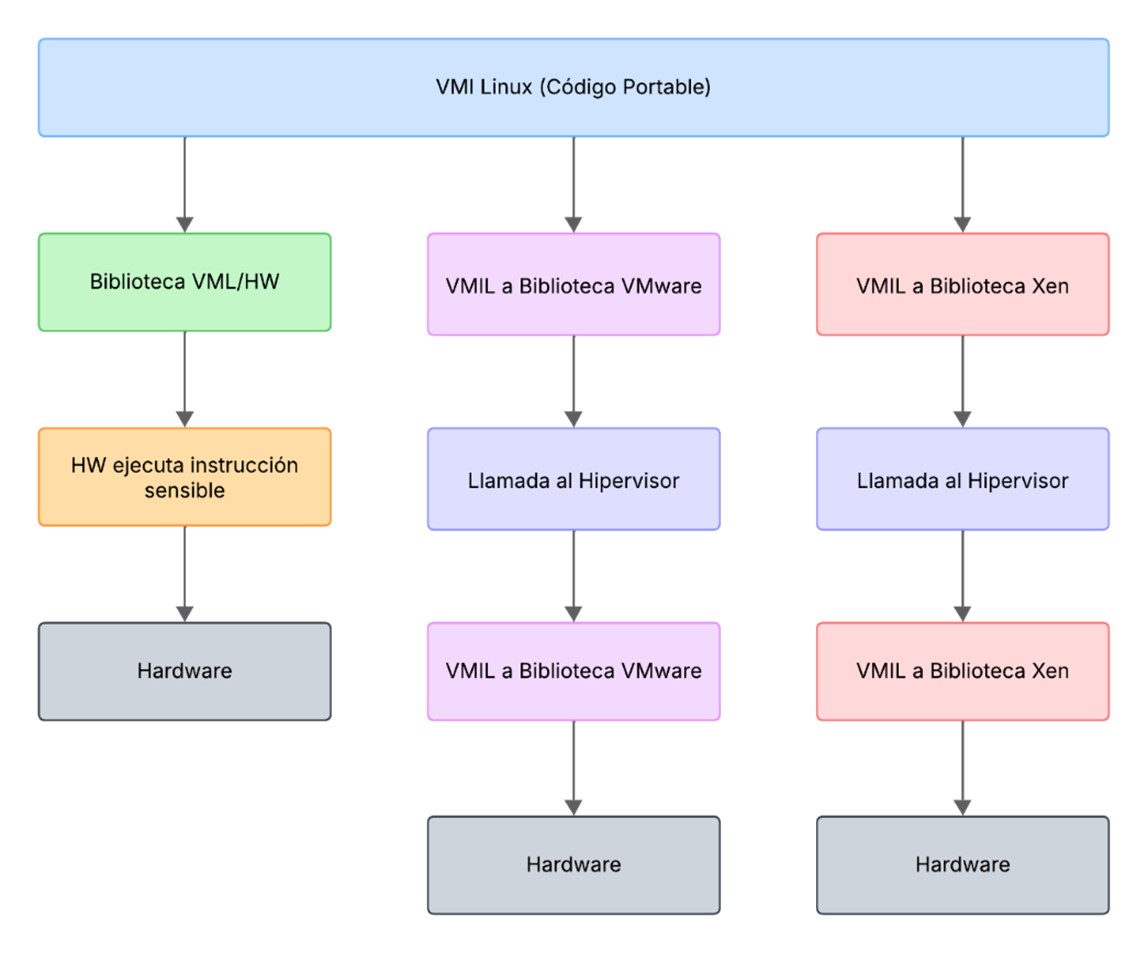 VMI Linux (Código Portable)
Biblioteca VML/HW
VMIL a Biblioteca VMware
VMIL a Biblioteca Xen
HW ejecuta instrucción
sensible
Llamada al Hipervisor
Llamada al Hipervisor
Hardware
VMIL a Biblioteca VMware
VMIL a Biblioteca Xen
Hardware
Hardware